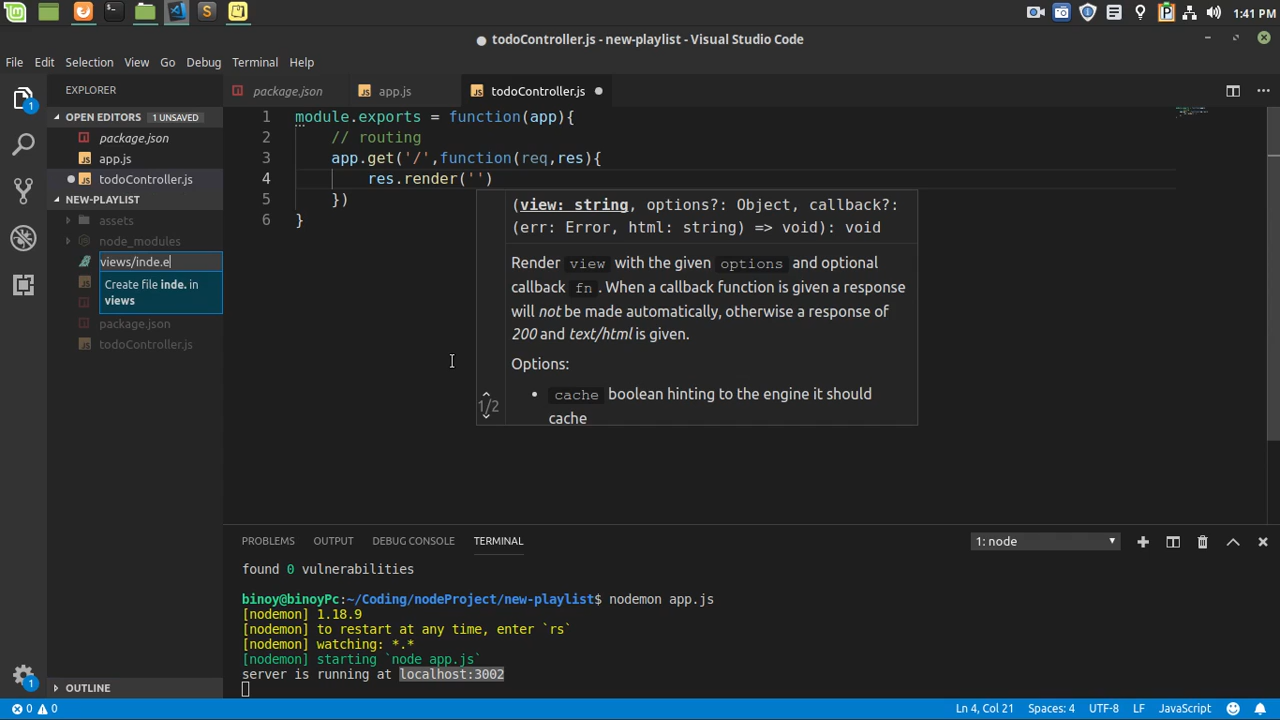 1:41 PM
todoController.js - new-playlist - Visual Studio Code
File Edit Selection View Go Debug Terminal Help
EXPLORER
package.json app.js todoController.js
OPEN EDITORS 1 UNSAVED
package.json
JS app.js
todoController.js
NEW-PLAYLIST
assets
node_modules
views/inde.e
Create file inde. in
views
package.json
todoController.js
OUTLINE
1 module.exports = function(app){
2 // routing
3 app.get('/',function(req,res){
4 res.render('')
5 })
6 }
(view: string, options?: Object, callback?:
(err: Error, html: string) => void): void
Render view with the given options and optional
callback fn. When a callback function is given a response
will not be made automatically, otherwise a response of
200 and text/html is given.
Options:
• cache boolean hinting to the engine it should
cache
1/2
PROBLEMS OUTPUT DEBUG CONSOLE TERMINAL
1: node
found 0 vulnerabilities
binoy@binoyPc:~/Coding/nodeProject/new-playlist$ nodemon app.js
[nodemon] 1.18.9
[nodemon] to restart at any time, enter `rs`
[nodemon] watching: *.*
[nodemon] starting `node app.js`
server is running at localhost:3002
0 0
Ln 4, Col 21 Spaces: 4 UTF-8 LF JavaScript